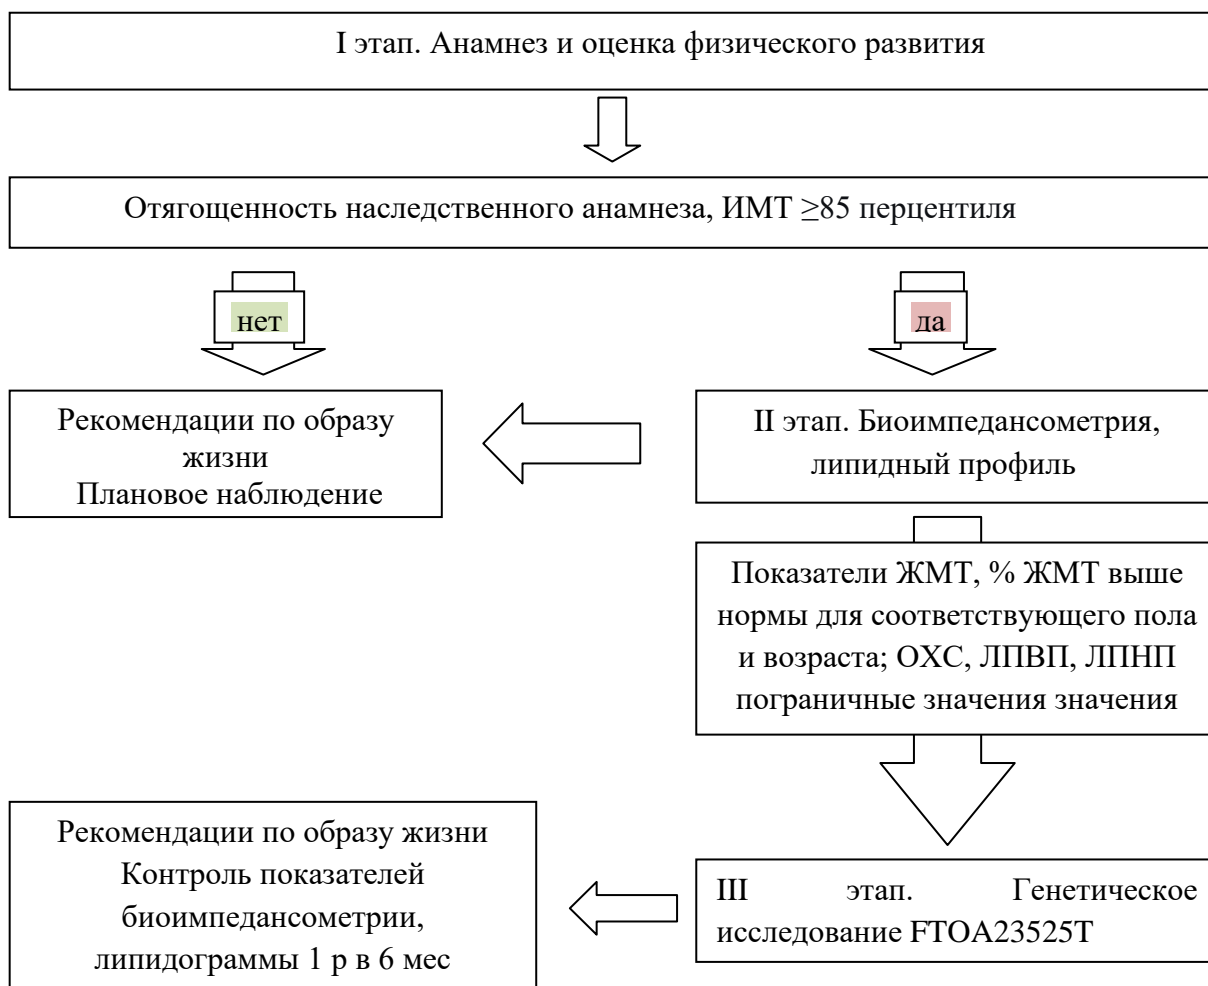 I этап. Анамнез и оценка физического развития
Отягощенность наследственного анамнеза, ИМТ ≥85 перцентиля
нет
да
Рекомендации по образу
жизни
Плановое наблюдение
II этап. Биоимпедансометрия,
липидный профиль
Показатели ЖМТ, % ЖМТ выше
нормы для соответствующего пола
и возраста; ОХС, ЛПВП, ЛПНП
пограничные значения значения
Рекомендации по образу жизни
Контроль показателей
биоимпедансометрии,
липидограммы 1 р в 6 мес
III этап. Генетическое
исследование FTOA23525T